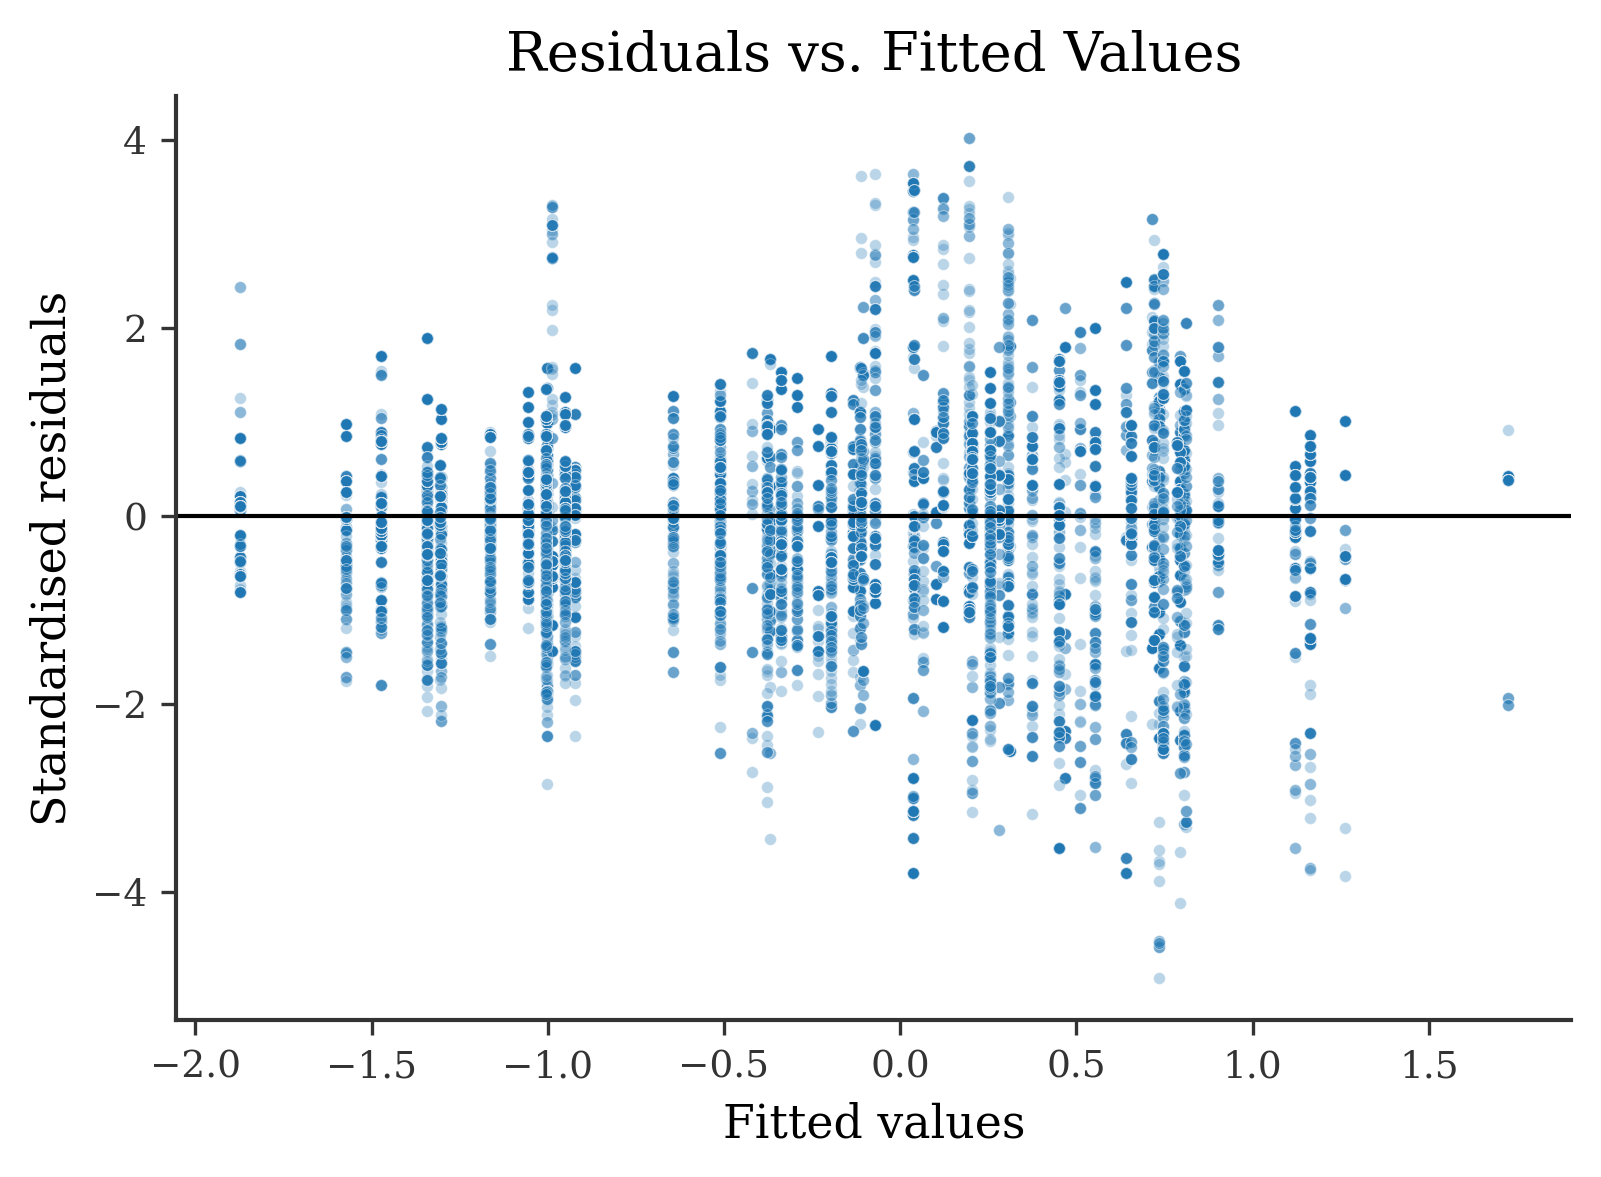 Residuals vs. Fitted Values
Standardised residuals
4
2
0
−2
−4
−2.0 −1.5 −1.0 −0.5 0.0 0.5 1.0 1.5
Fitted values